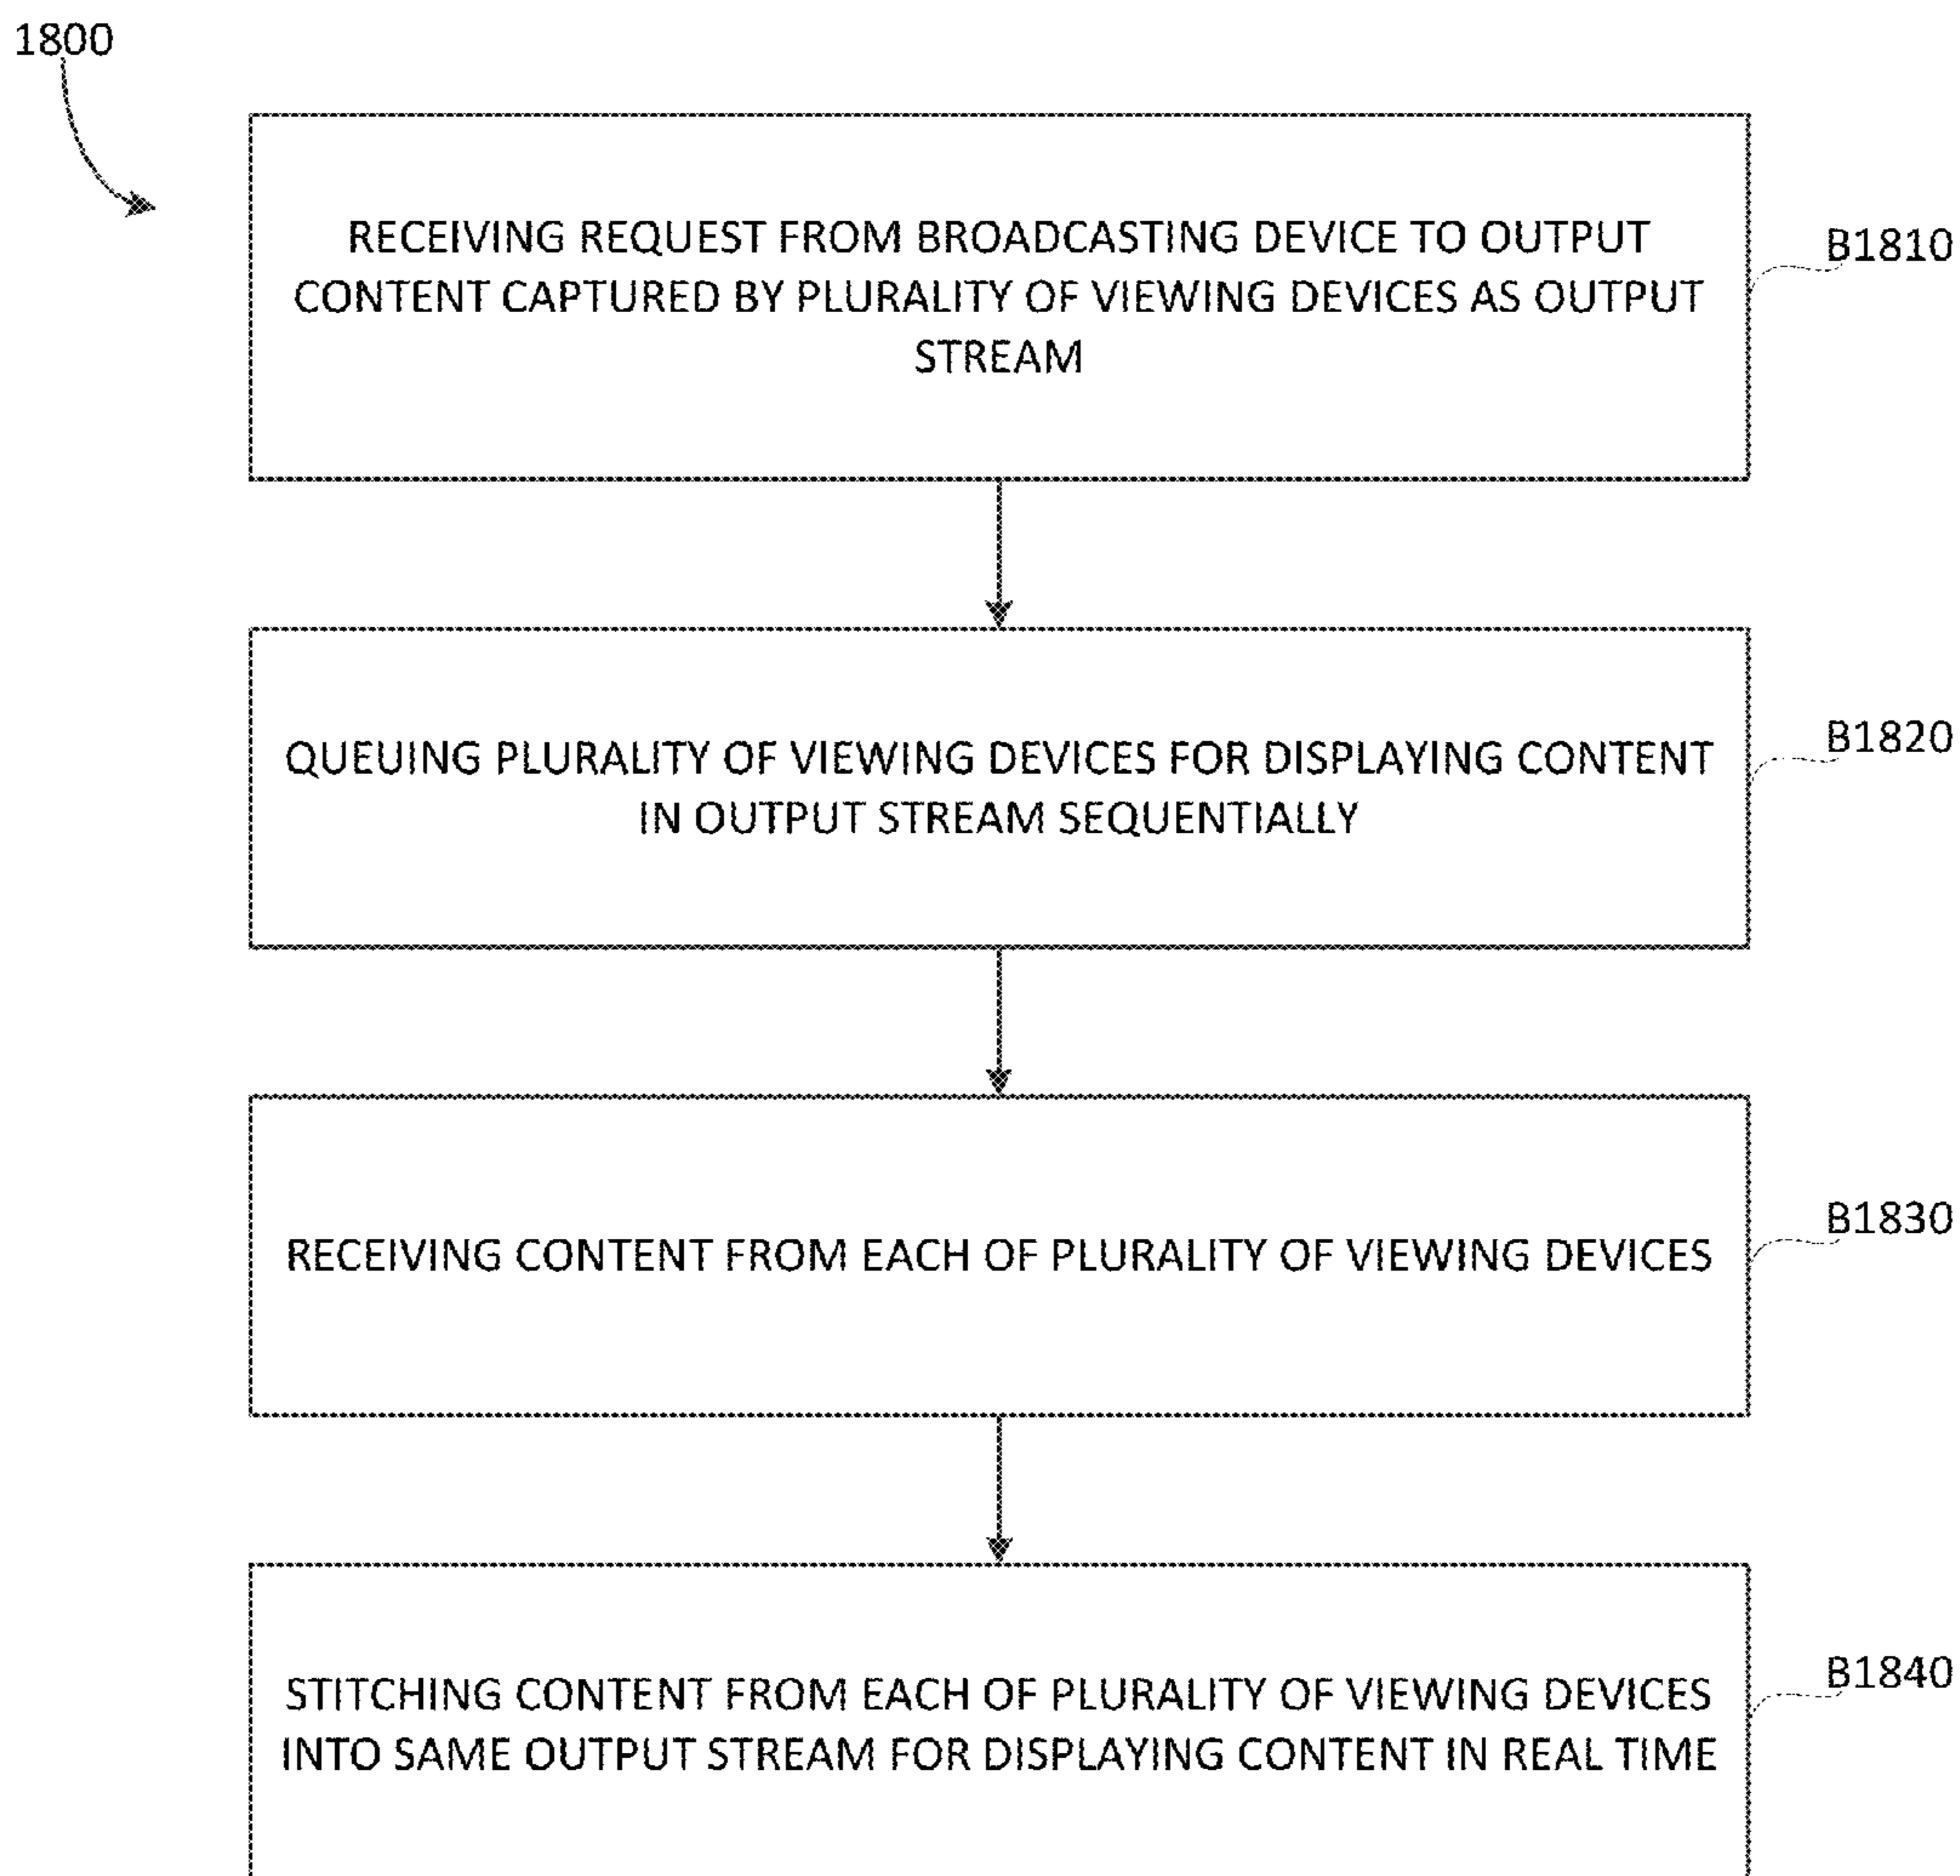 1800
RECEIVING REQUEST FROM BROADCASTING DEVICE TO OUTPUT
CONTENT CAPTURED BY PLURALITY OF VIEWING DEVICES AS OUTPUT
STREAM
B1810
QUEUING PLURALITY OF VIEWING DEVICES FOR DISPLAYING CONTENT
IN OUTPUT STREAM SEQUENTIALLY
B1820
RECEIVING CONTENT FROM EACH OF PLURALITY OF VIEWING DEVICES
B1830
STITCHING CONTENT FROM EACH OF PLURALITY OF VIEWING DEVICES
INTO SAME OUTPUT STREAM FOR DISPLAYING CONTENT IN REAL TIME
B1840